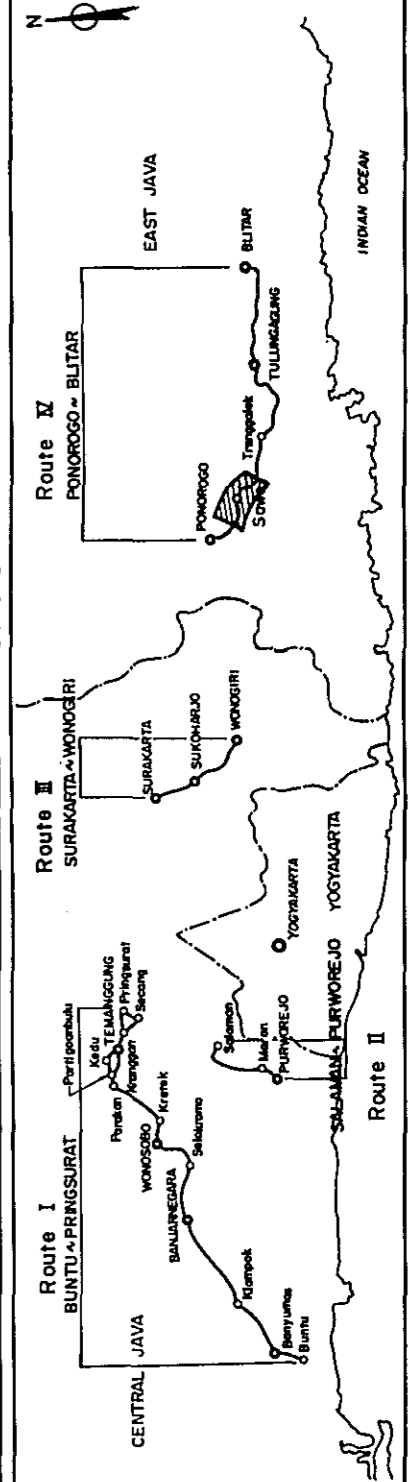 N
Route I
BUNTU ~ PRINGSURAT
CENTRAL JAVA
Kedu
TEMANGGUNG
Pringsurat
Secang
Kranggan
Parakan
Kretek
WONOSOBO
Selokromo
BANJARNEGARA
Klampok
Banyumas
Buntu
Salaman
Maron
PURWOREJO
YOGYAKARTA
SALAMAN ~ PURWOREJO
YOGYAKARTA
Route II
Route III
SURAKARTA ~ WONOGIRI
SURAKARTA
SUKOHARJO
WONOGIRI
Route IV
PONOROGO ~ BLITAR
EAST JAVA
PONOROGO
Trenggalek
TULUNGAGUNG
BLITAR
INDIAN OCEAN